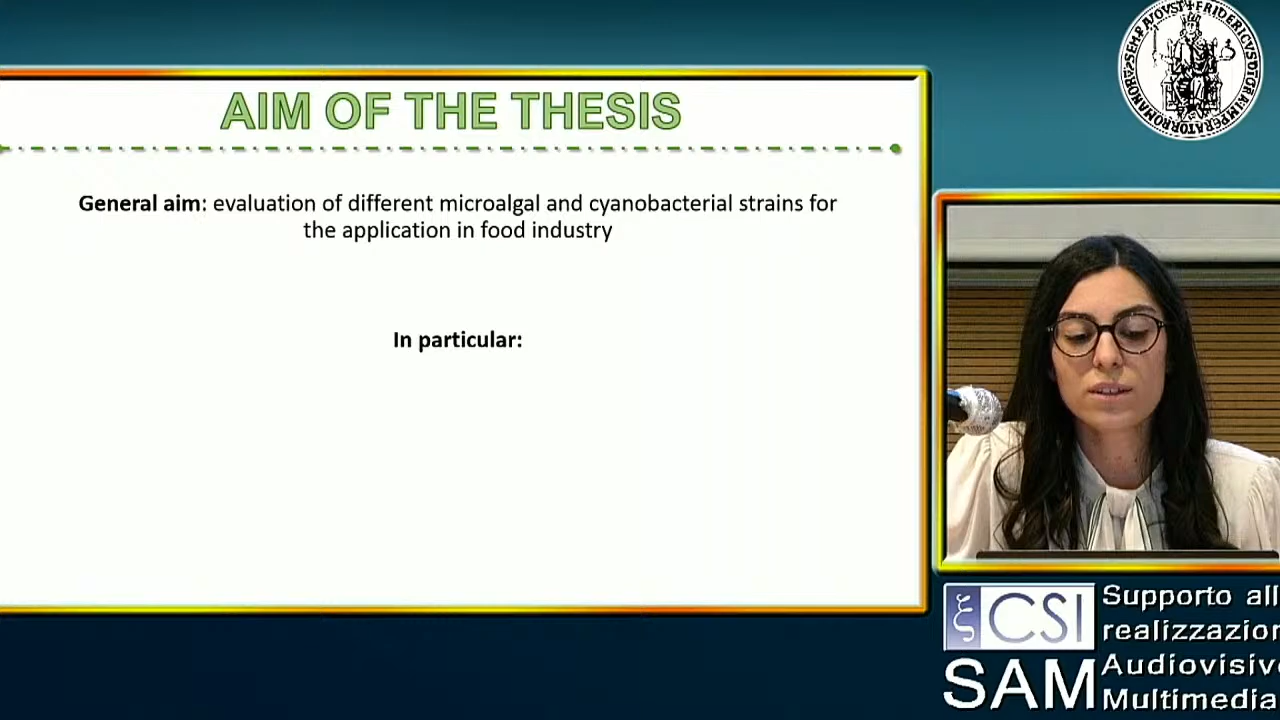 AIM OF THE THESIS
General aim: evaluation of different microalgal and cyanobacterial strains for
the application in food industry
In particular:
CSI
SAM
Supporto all
realizzazion
Audiovisiv
Multimedia